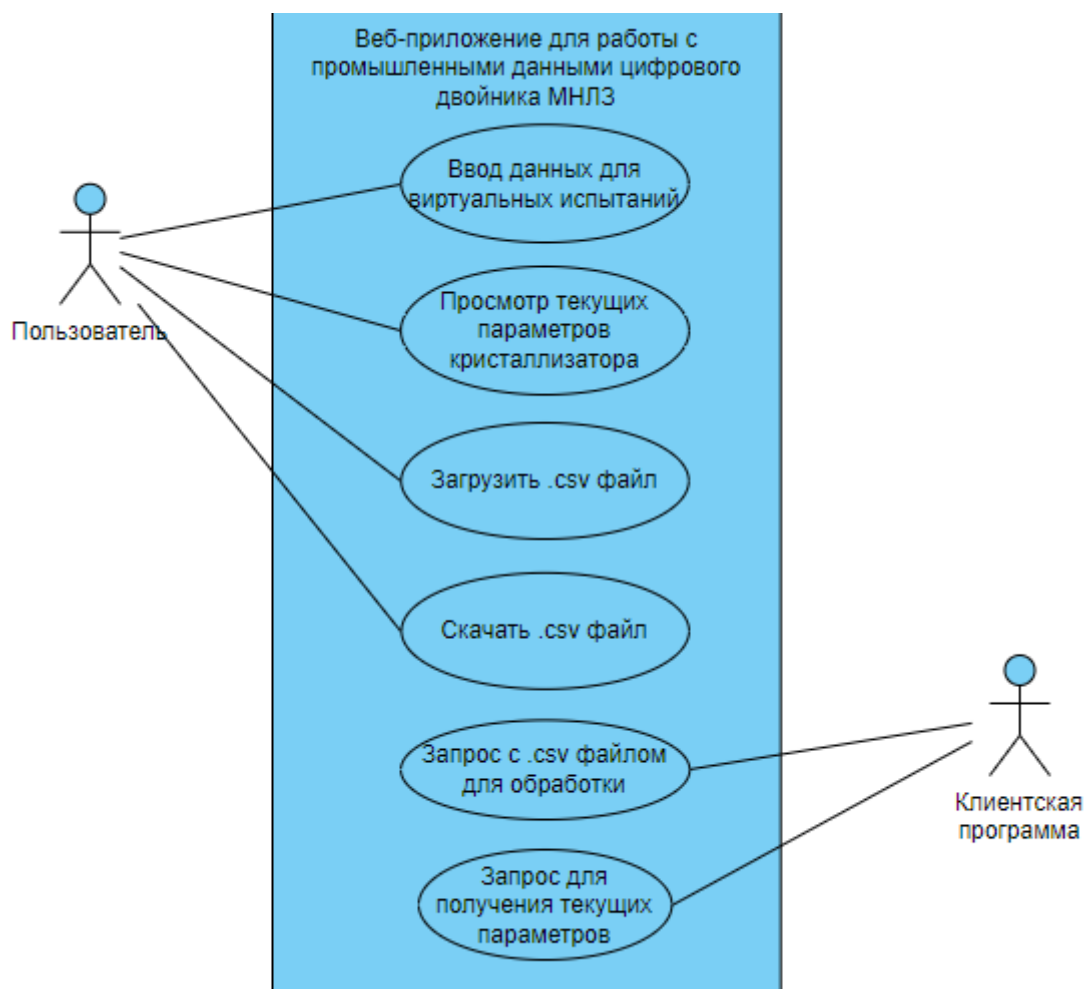 Веб-приложение для работы с
промышленными данными цифрового
двойника МНЛЗ
Ввод данных для
виртуальных испытаний
Пользователь
Просмотр текущих
параметров
кристаллизатора
Загрузить .csv файл
Скачать .csv файл
Запрос с .csv файлом
для обработки
Клиентская
программа
Запрос для
получения текущих
параметров